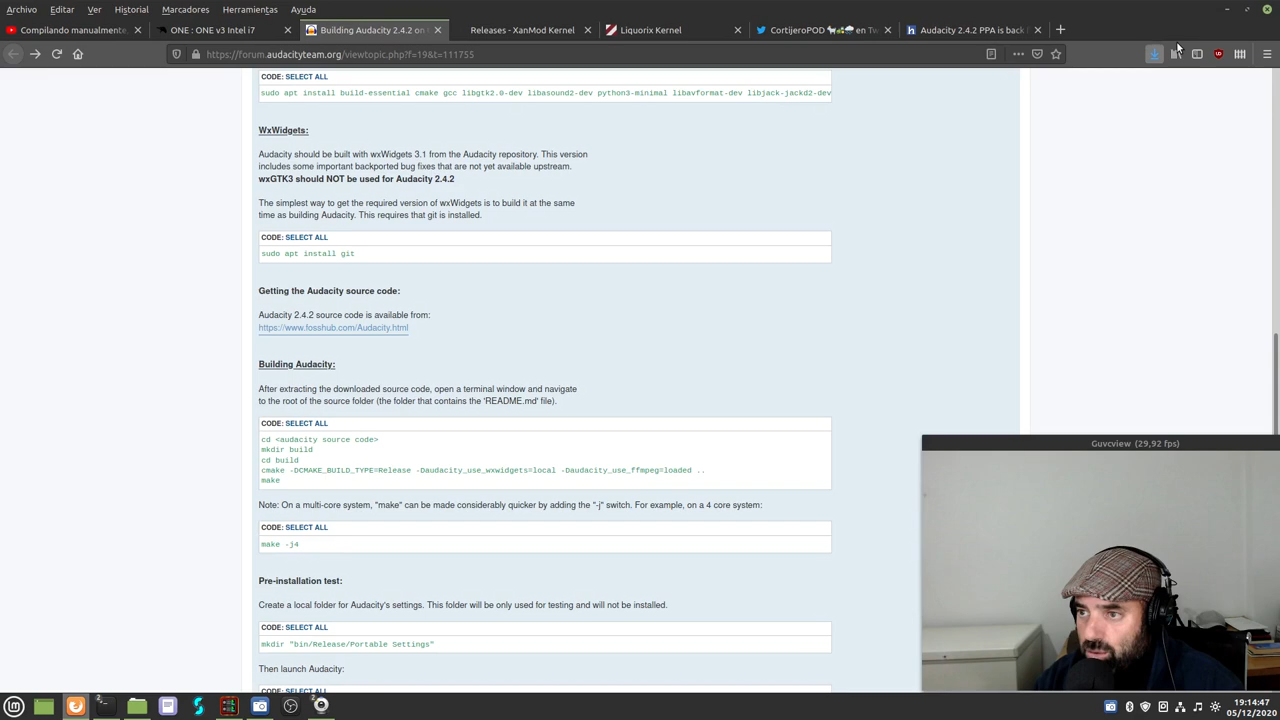 Archivo Editar Ver Historial Marcadores Herramientas Ayuda
Compilando manualmente,
ONE : ONE v3 Intel i7
Building Audacity 2.4.2 on
Releases - XanMod Kernel
Liquorix Kernel
CortijeroPOD en Tw
Audacity 2.4.2 PPA is back
https://forum.audacityteam.org/viewtopic.php?f=19&t=111755
CODE: SELECT ALL
sudo apt install build-essential cmake gcc libgtk2.0-dev libasound2-dev python3-minimal libavformat-dev libjack-jackd2-dev
WxWidgets:
Audacity should be built with wxWidgets 3.1 from the Audacity repository. This version
includes some important backported bug fixes that are not yet available upstream.
wxGTK3 should NOT be used for Audacity 2.4.2
The simplest way to get the required version of wxWidgets is to build it at the same
time as building Audacity. This requires that git is installed.
CODE: SELECT ALL
sudo apt install git
Getting the Audacity source code:
Audacity 2.4.2 source code is available from:
https://www.fosshub.com/Audacity.html
Building Audacity:
After extracting the downloaded source code, open a terminal window and navigate
to the root of the source folder (the folder that contains the 'README.md' file).
CODE: SELECT ALL
cd <audacity source code>
mkdir build
cd build
cmake -DCMAKE_BUILD_TYPE=Release -Daudacity_use_wxwidgets=local -Daudacity_use_ffmpeg=loaded ..
make
Note: On a multi-core system, "make" can be made considerably quicker by adding the "-j" switch. For example, on a 4 core system:
CODE: SELECT ALL
make -j4
Pre-installation test:
Create a local folder for Audacity's settings. This folder will be only used for testing and will not be installed.
CODE: SELECT ALL
mkdir "bin/Release/Portable Settings"
Then launch Audacity:
CODE: SELECT ALL
Guvcview (29,92 fps)
19:14:47
05/12/2020